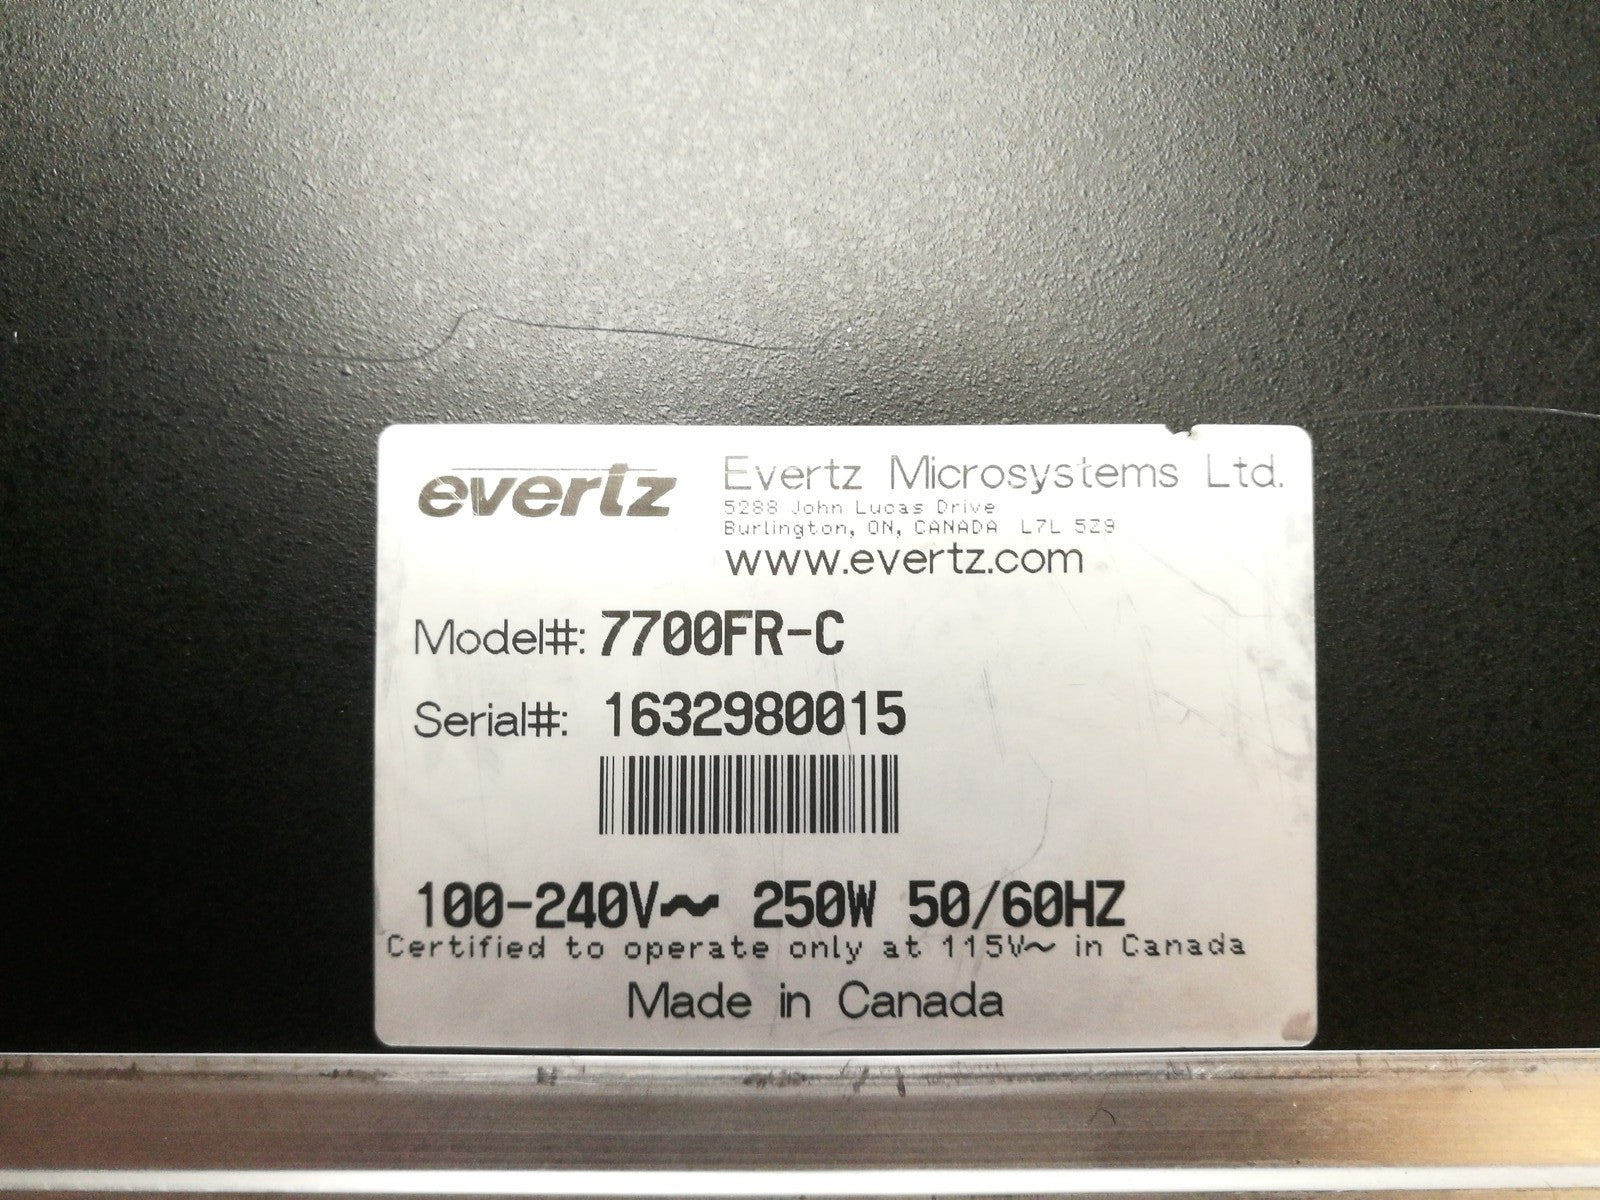 evertz
Evertz Microsystems Ltd.
5288 John Lucas Drive
Burlington, ON, CANADA L7L 5Z9
www.evertz.com
Model#: 7700FR-C
Serial#: 1632980015
100-240V~ 250W 50/60HZ
Certified to operate only at 115V~ in Canada
Made in Canada